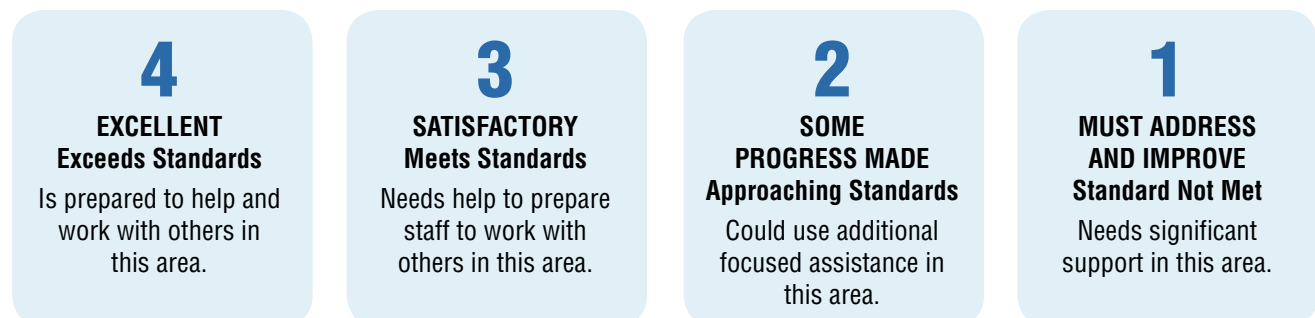 4
EXCELLENT
Exceeds Standards
Is prepared to help and
work with others in
this area.
3
SATISFACTORY
Meets Standards
Needs help to prepare
staff to work with
others in this area.
2
SOME
PROGRESS MADE
Approaching Standards
Could use additional
focused assistance in
this area.
1
MUST ADDRESS
AND IMPROVE
Standard Not Met
Needs significant
support in this area.